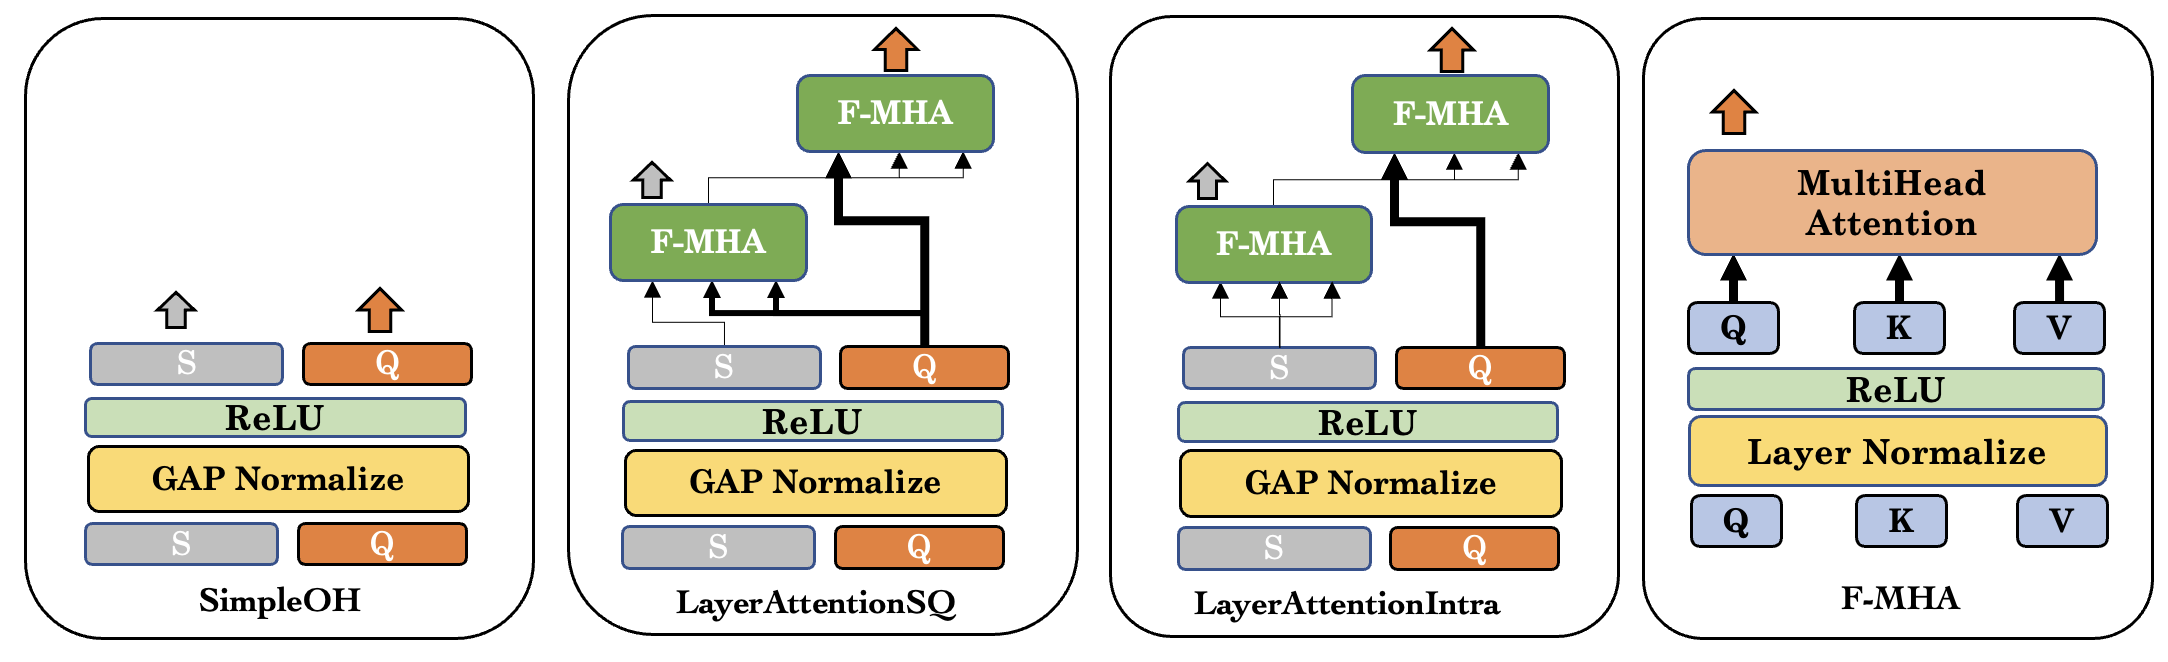 S Q
ReLU
GAP Normalize
S Q
SimpleOH
F-MHA
F-MHA
S Q
ReLU
GAP Normalize
S Q
LayerAttentionSQ
F-MHA
F-MHA
S Q
ReLU
GAP Normalize
S Q
LayerAttentionIntra
MultiHead
Attention
Q K V
ReLU
Layer Normalize
Q K V
F-MHA